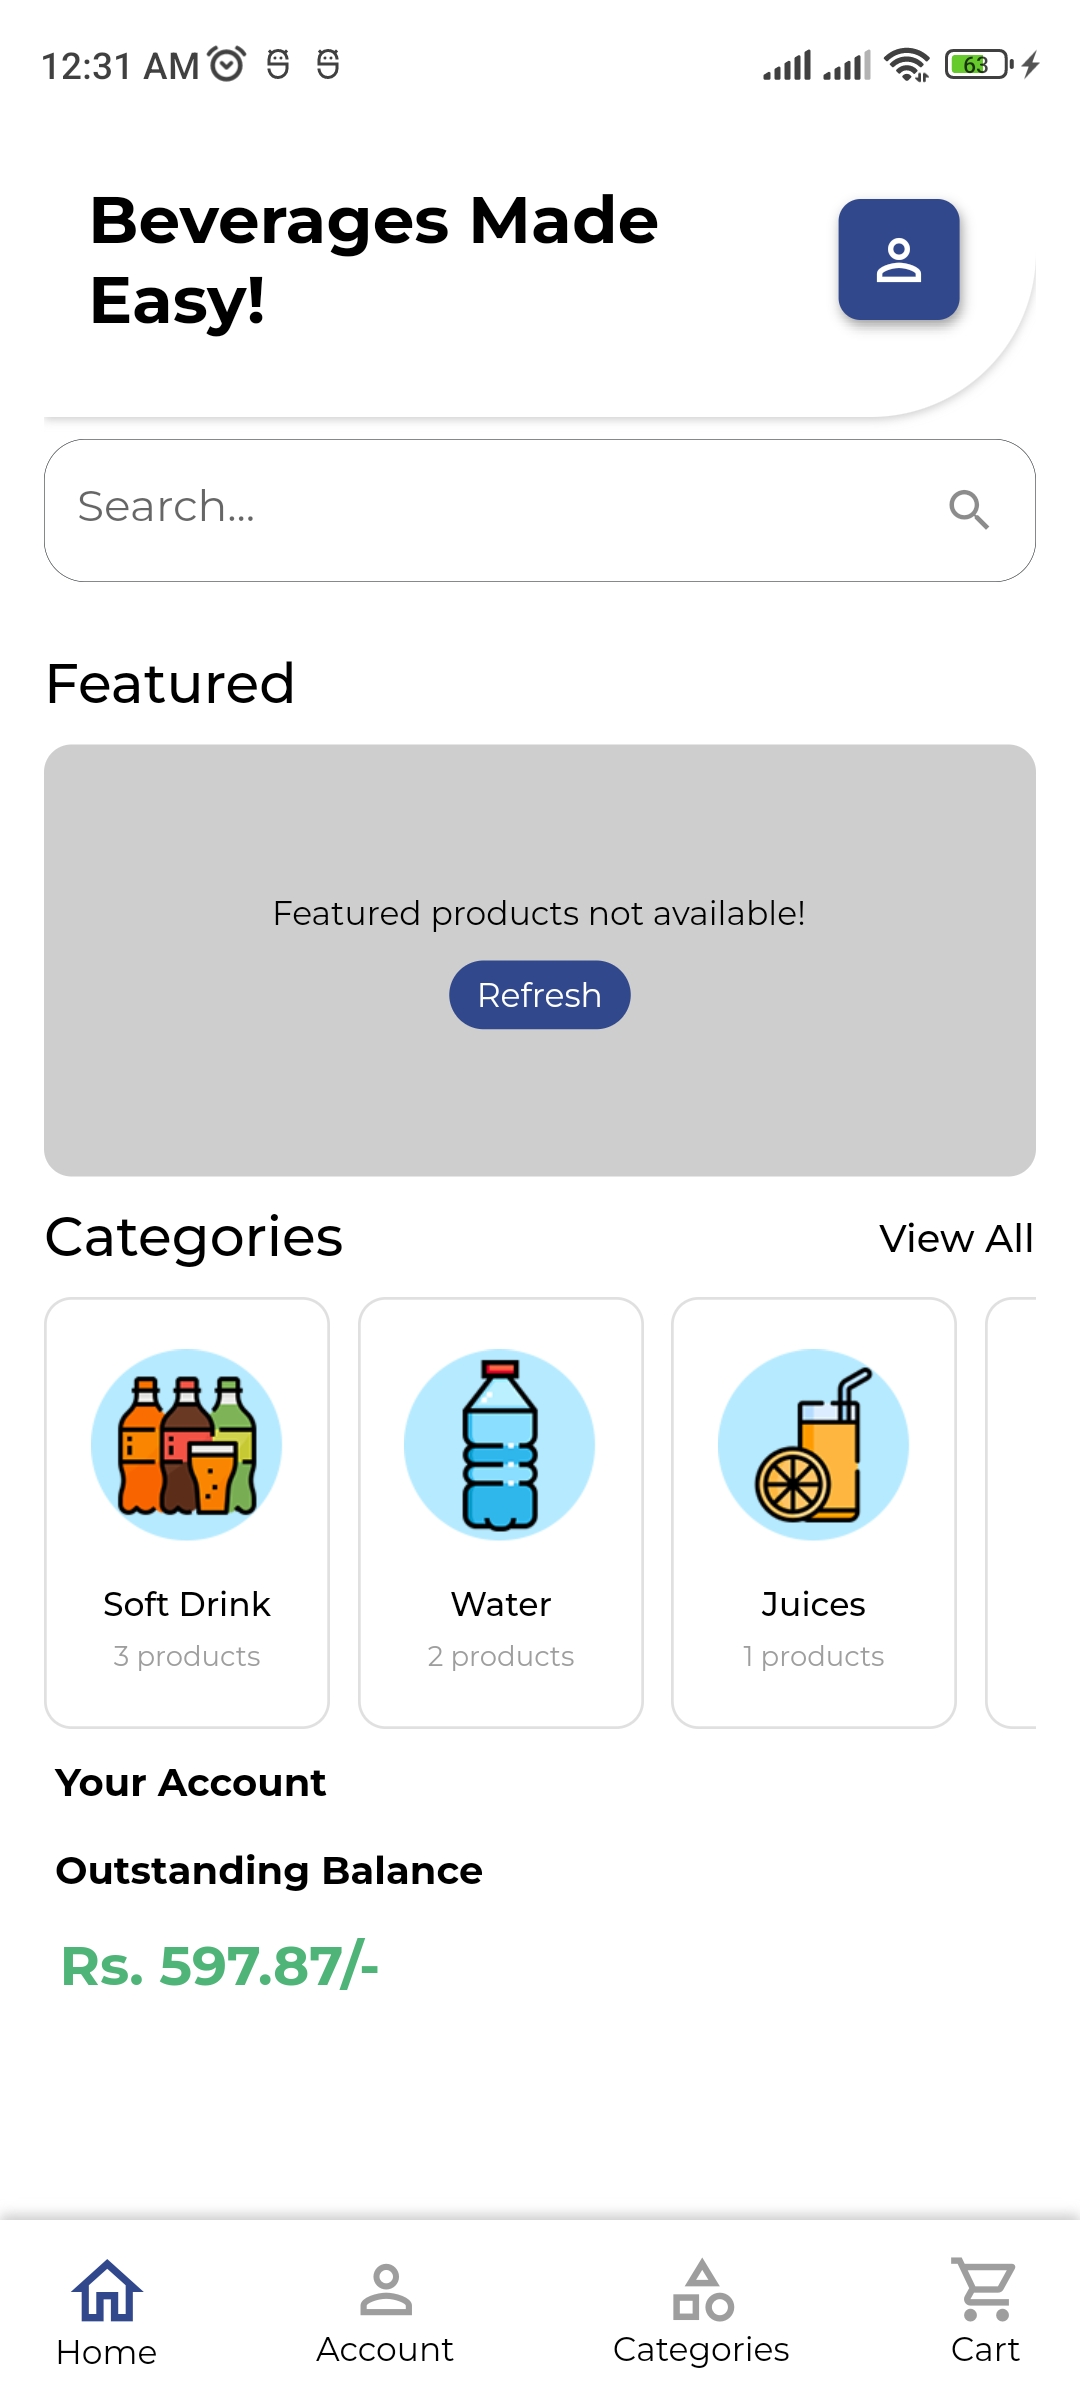 12:31 AM
63
Beverages Made
Easy!
Search...
Featured
Featured products not available!
Refresh
Categories
View All
Soft Drink
Water
Juices
3 products
2 products
1 products
Your Account
Outstanding Balance
Rs. 597.87/-
Home
Account
Categories
Cart